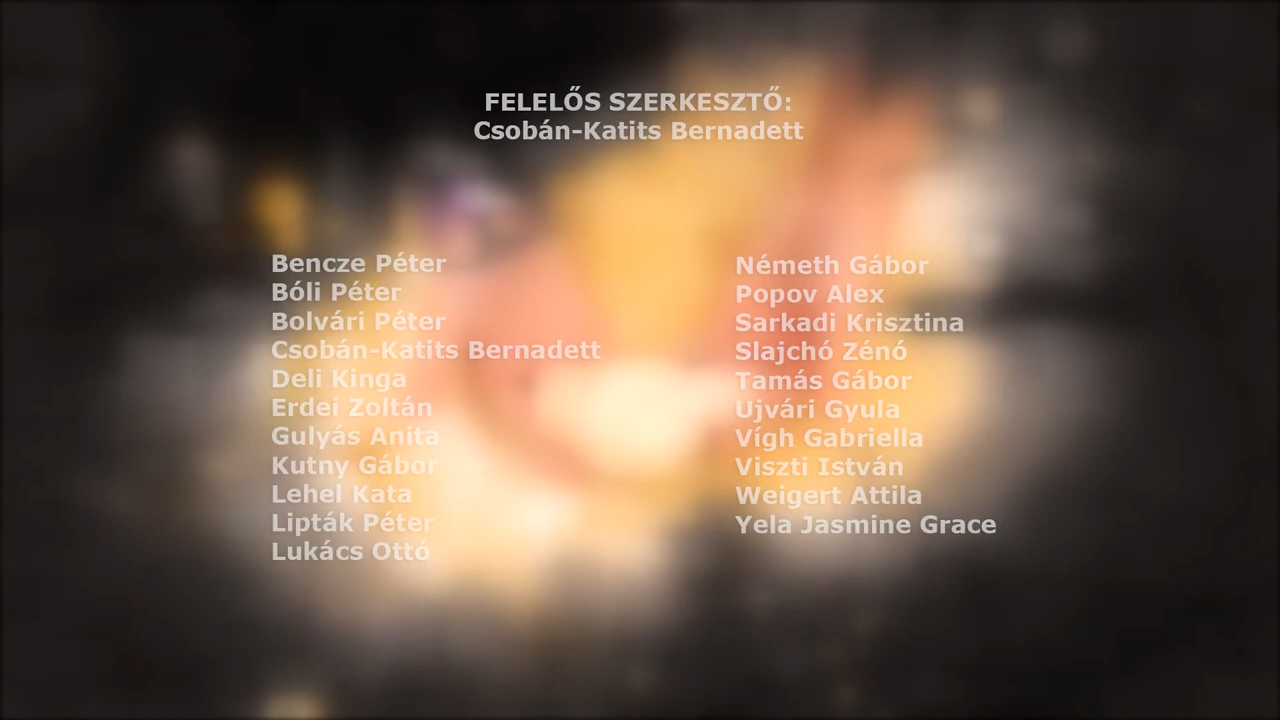 FELELŐS SZERKESZTŐ:
Csobán-Katits Bernadett
Bencze Péter
Bóli Péter
Bolvári Péter
Csobán-Katits Bernadett
Deli Kinga
Erdei Zoltán
Gulyás Anita
Kutny Gábor
Lehel Kata
Lipták Péter
Lukács Ottó
Németh Gábor
Popov Alex
Sarkadi Krisztina
Slajchó Zénó
Tamás Gábor
Ujvári Gyula
Vígh Gabriella
Viszti István
Weigert Attila
Yela Jasmine Grace